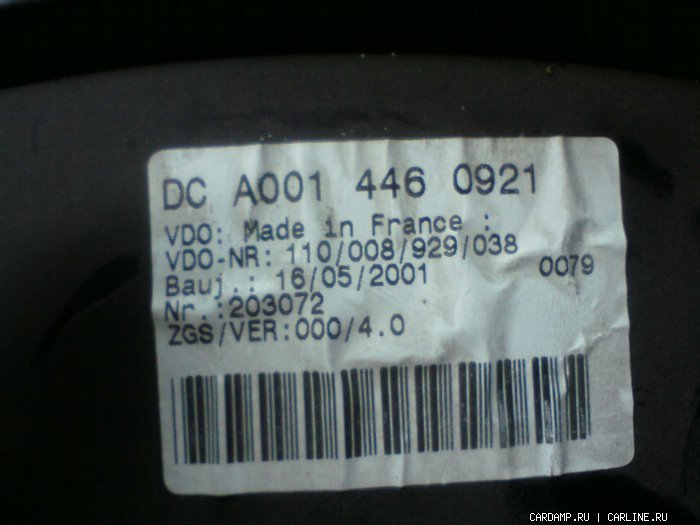 DC A001 446 0921
VDO: Made in France :
VDO-NR: 110/008/929/038
Bauj.: 16/05/2001 0079
Nr.:203072
ZGS/VER:000/4.0
CARDAMP.RU | CARLINE.RU